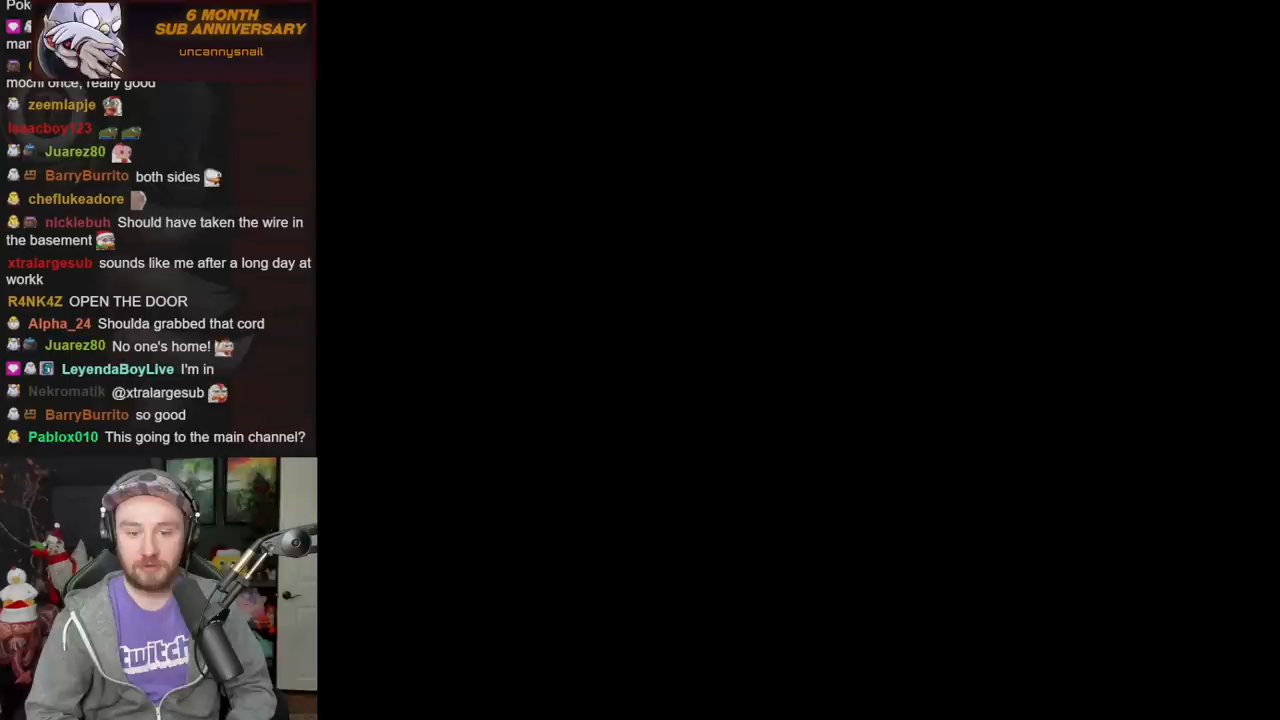 Pok
6 MONTH
SUB ANNIVERSARY
uncannysnail
man
mochi once, really good
zeemlapje
Isaacboy123
Juarez80
BarryBurrito both sides
cheflukeadore
nicklebuh Should have taken the wire in
the basement
xtralargesub sounds like me after a long day at
workk
R4NK4Z OPEN THE DOOR
Alpha_24 Shoulda grabbed that cord
Juarez80 No one's home!
LeyendaBoyLive I'm in
Nekromatik @xtralargesub
BarryBurrito so good
Pablox010 This going to the main channel?
twitch